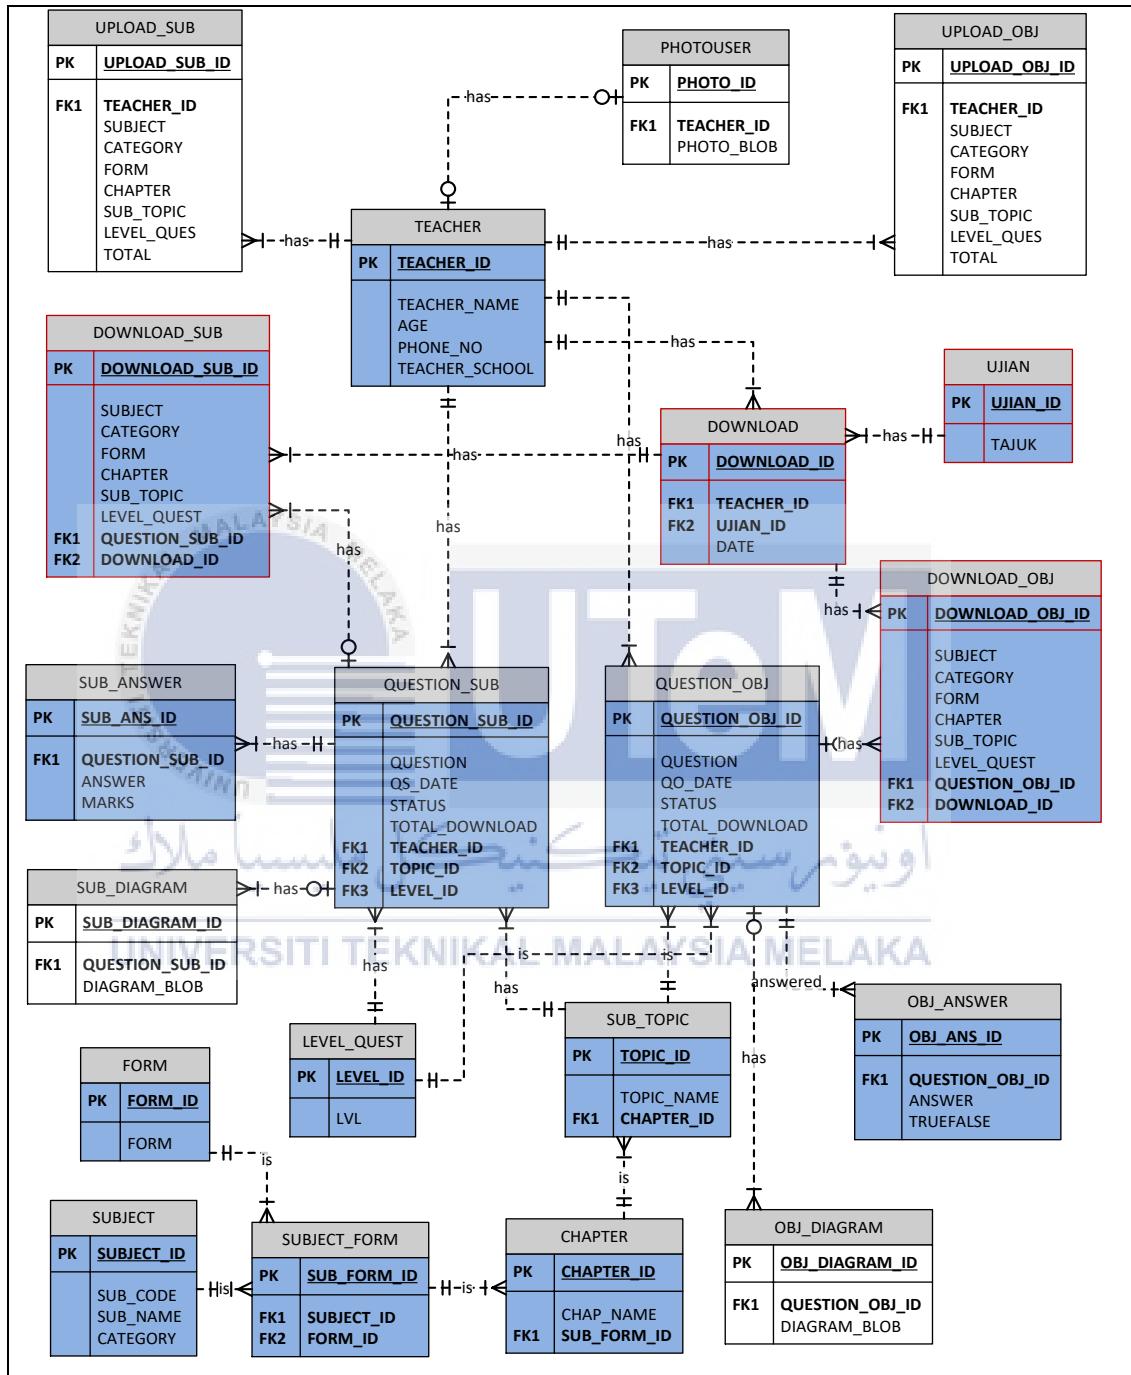 UPLOAD_SUB
PK UPLOAD_SUB_ID
FK1 TEACHER_ID
SUBJECT
CATEGORY
FORM
CHAPTER
SUB_TOPIC
LEVEL_QUES
TOTAL
PHOTOUSER
PK PHOTO_ID
FK1 TEACHER_ID
PHOTO_BLOB
UPLOAD_OBJ
PK UPLOAD_OBJ_ID
FK1 TEACHER_ID
SUBJECT
CATEGORY
FORM
CHAPTER
SUB_TOPIC
LEVEL_QUES
TOTAL
has
has
has
TEACHER
PK TEACHER_ID
TEACHER_NAME
AGE
PHONE_NO
TEACHER_SCHOOL
has
DOWNLOAD_SUB
PK DOWNLOAD_SUB_ID
SUBJECT
CATEGORY
FORM
CHAPTER
SUB_TOPIC
LEVEL_QUEST
FK1 QUESTION_SUB_ID
FK2 DOWNLOAD_ID
has
has
DOWNLOAD
PK DOWNLOAD_ID
FK1 TEACHER_ID
FK2 UJIAN_ID
DATE
has
UJIAN
PK UJIAN_ID
TAJUK
has
has
has
DOWNLOAD_OBJ
PK DOWNLOAD_OBJ_ID
SUBJECT
CATEGORY
FORM
CHAPTER
SUB_TOPIC
LEVEL_QUEST
FK1 QUESTION_OBJ_ID
FK2 DOWNLOAD_ID
UNIVERSITI TEKNIKAL MALAYSIA MELAKA
UTeM
SUB_ANSWER
PK SUB_ANS_ID
FK1 QUESTION_SUB_ID
ANSWER
MARKS
has
QUESTION_SUB
PK QUESTION_SUB_ID
QUESTION
QS_DATE
STATUS
TOTAL_DOWNLOAD
FK1 TEACHER_ID
FK2 TOPIC_ID
FK3 LEVEL_ID
QUESTION_OBJ
PK QUESTION_OBJ_ID
QUESTION
QO_DATE
STATUS
TOTAL_DOWNLOAD
FK1 TEACHER_ID
FK2 TOPIC_ID
FK3 LEVEL_ID
has
اونيۏرسيتي تيكنيكل مليسيا ملاك
SUB_DIAGRAM
PK SUB_DIAGRAM_ID
FK1 QUESTION_SUB_ID
DIAGRAM_BLOB
has
UNIVERSITI TEKNIKAL MALAYSIA MELAKA
has
has
is
is
answered
has
LEVEL_QUEST
PK LEVEL_ID
LVL
SUB_TOPIC
PK TOPIC_ID
TOPIC_NAME
FK1 CHAPTER_ID
OBJ_ANSWER
PK OBJ_ANS_ID
FK1 QUESTION_OBJ_ID
ANSWER
TRUEFALSE
FORM
PK FORM_ID
FORM
is
is
SUBJECT
PK SUBJECT_ID
SUB_CODE
SUB_NAME
CATEGORY
is
SUBJECT_FORM
PK SUB_FORM_ID
FK1 SUBJECT_ID
FK2 FORM_ID
is
CHAPTER
PK CHAPTER_ID
CHAP_NAME
FK1 SUB_FORM_ID
OBJ_DIAGRAM
PK OBJ_DIAGRAM_ID
FK1 QUESTION_OBJ_ID
DIAGRAM_BLOB